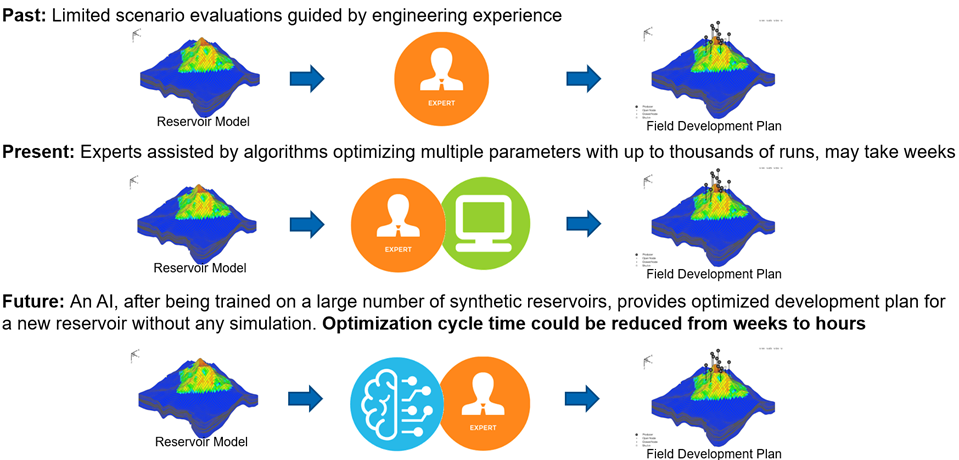 Past: Limited scenario evaluations guided by engineering experience
EXPERT
Reservoir Model
Field Development Plan
Present: Experts assisted by algorithms optimizing multiple parameters with up to thousands of runs, may take weeks
EXPERT
Reservoir Model
Field Development Plan
Future: An AI, after being trained on a large number of synthetic reservoirs, provides optimized development plan for
a new reservoir without any simulation. Optimization cycle time could be reduced from weeks to hours
EXPERT
Reservoir Model
Field Development Plan